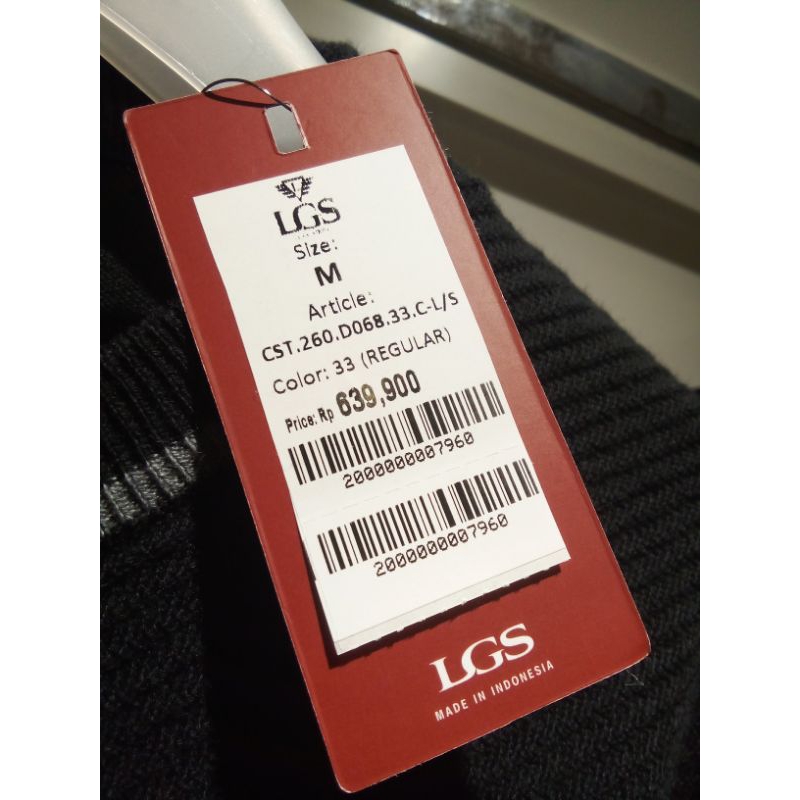 LGS
Size:
M
Article:
CST.260.D068.33.C-L/S
Color: 33 (REGULAR)
Price: Rp 639,900
2000000007960
2000000007960
LGS
MADE IN INDONESIA